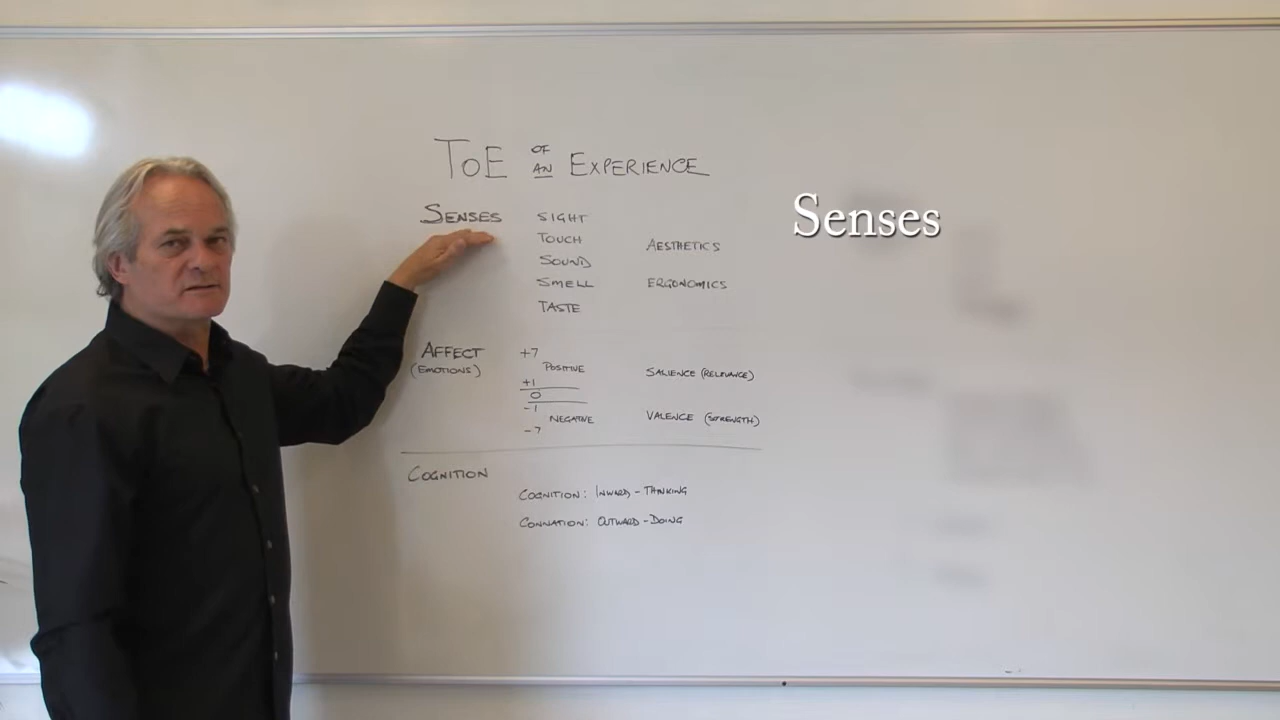 ToE OF AN EXPERIENCE
SENSES
SIGHT
TOUCH
SOUND
SMELL
TASTE
AESTHETICS
ERGONOMICS
Senses
AFFECT
(EMOTIONS)
+7
POSITIVE
+1
0
-1
NEGATIVE
-7
SALIENCE (RELEVANCE)
VALENCE (STRENGTH)
COGNITION
COGNITION: INWARD - THINKING
CONNATION: OUTWARD - DOING